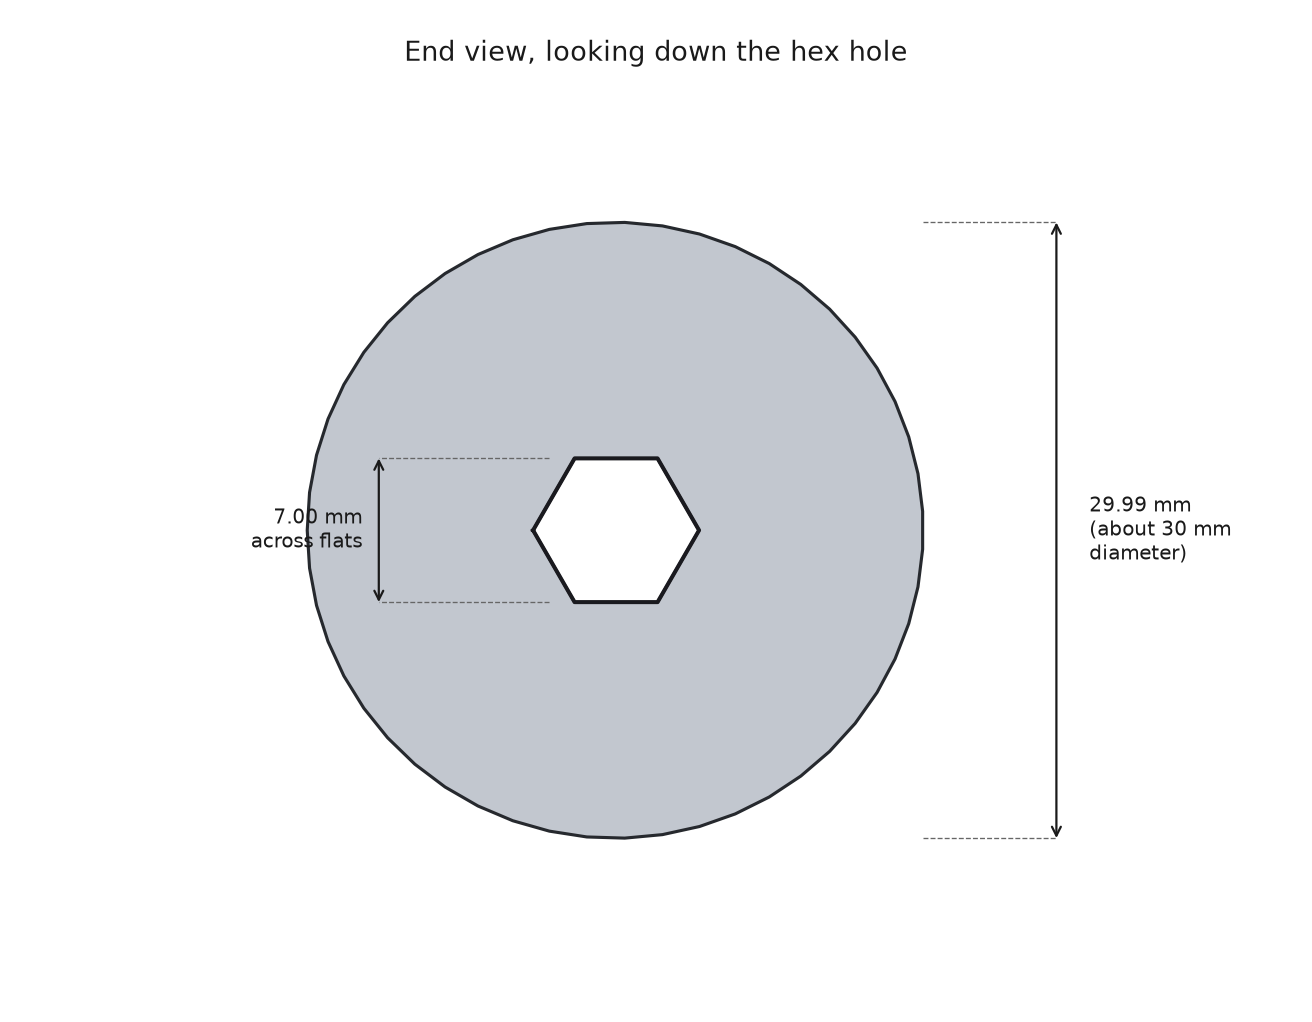 End view, looking down the hex hole
7.00 mm
across flats
29.99 mm
(about 30 mm
diameter)